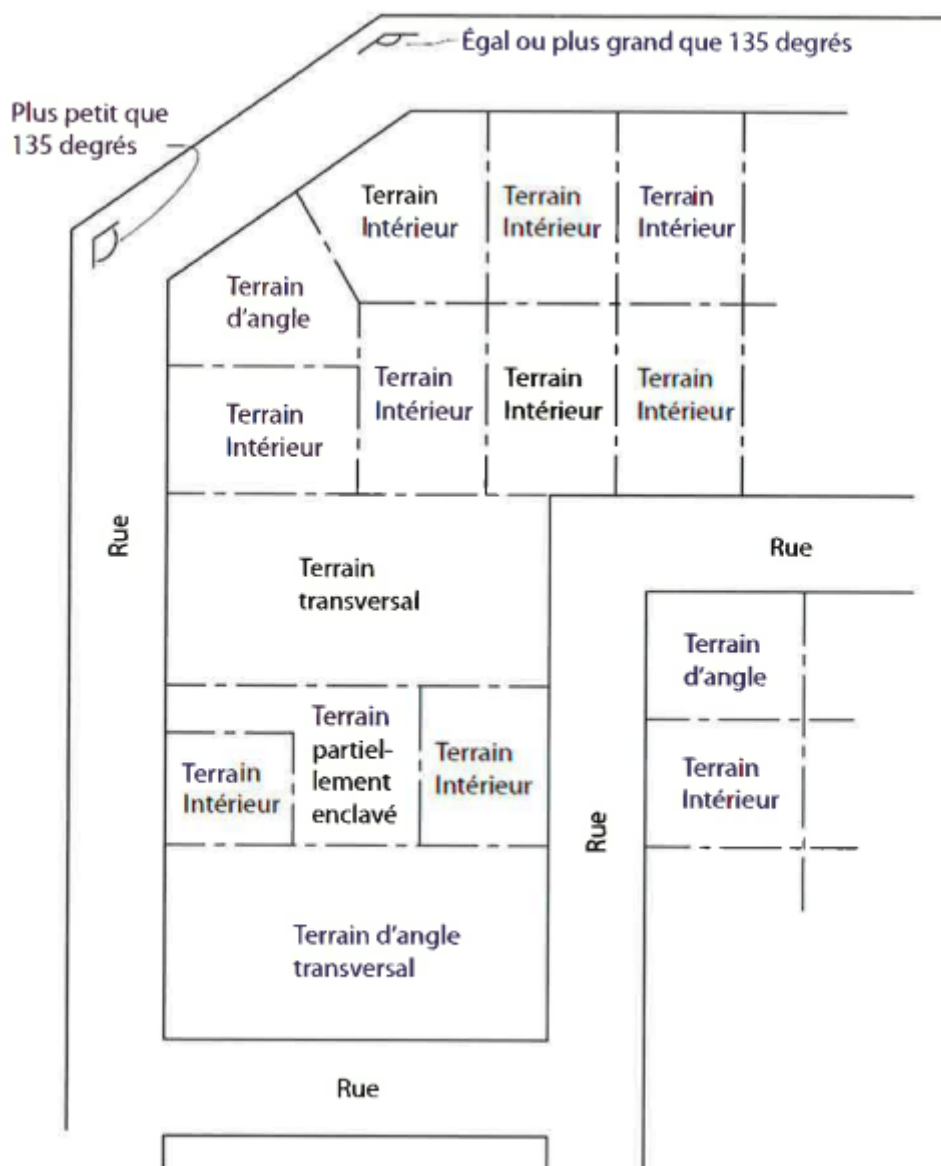 Égal ou plus grand que 135 degrés
Plus petit que
135 degrés
Terrain
Intérieur
Terrain
Intérieur
Terrain
Intérieur
Terrain
d'angle
Terrain
Intérieur
Terrain
Intérieur
Terrain
Intérieur
Terrain
Intérieur
Rue
Rue
Terrain
transversal
Terrain
d'angle
Terrain
partiel-
lement
enclavé
Terrain
Intérieur
Terrain
Intérieur
Terrain
Intérieur
Rue
Terrain d'angle
transversal
Rue